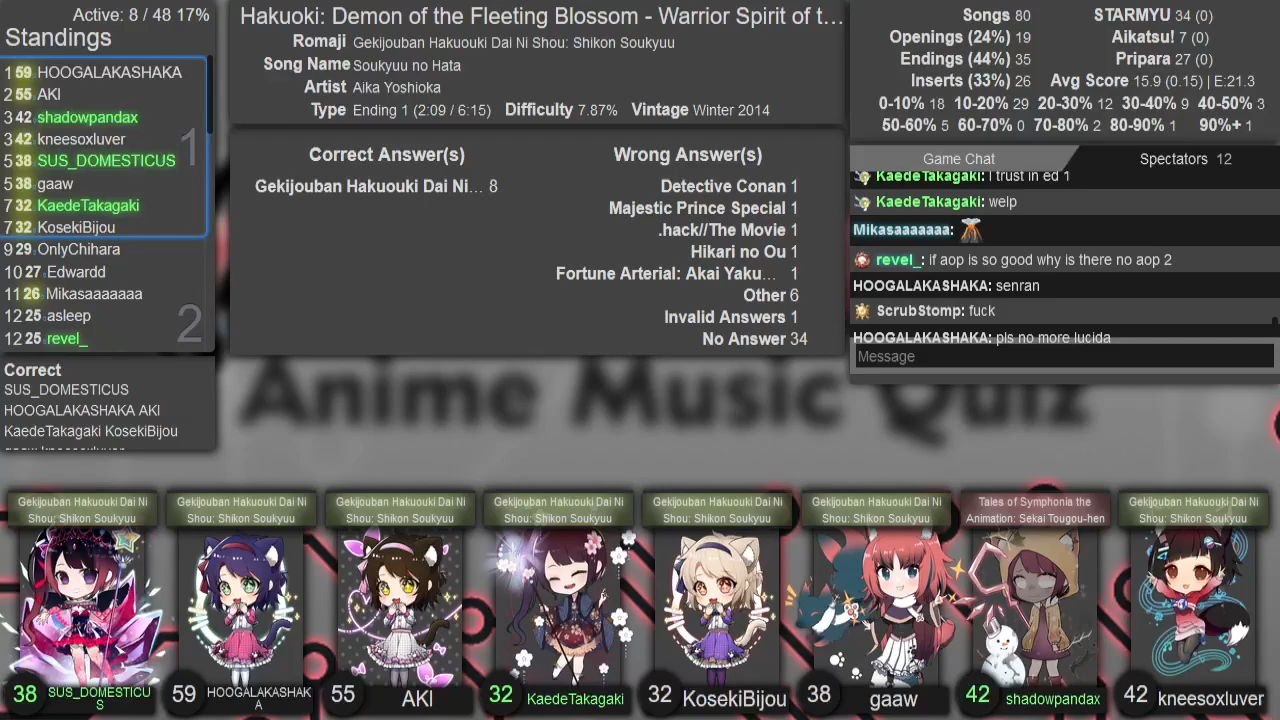 Active: 8 / 48 17%
Standings
1 59 HOOGALAKASHAKA
2 55 AKI
3 42 shadowpandax
3 42 kneesoxluver
5 38 SUS_DOMESTICUS
5 38 gaaw
7 32 KaedeTakagaki
7 32 KosekiBijou
1
9 29 OnlyChihara
10 27 Edwardd
11 26 Mikasaaaaaaa
12 25 asleep
12 25 revel_
2
Correct
SUS_DOMESTICUS
HOOGALAKASHAKA AKI
KaedeTakagaki KosekiBijou
gaaw kneesoxluver
Hakuoki: Demon of the Fleeting Blossom - Warrior Spirit of t…
Romaji Gekijouban Hakuouki Dai Ni Shou: Shikon Soukyuu
Song Name Soukyuu no Hata
Artist Aika Yoshioka
Type Ending 1 (2:09 / 6:15) Difficulty 7.87% Vintage Winter 2014
Correct Answer(s)
Gekijouban Hakuouki Dai Ni... 8
Wrong Answer(s)
Detective Conan 1
Majestic Prince Special 1
.hack//The Movie 1
Hikari no Ou 1
Fortune Arterial: Akai Yaku... 1
Other 6
Invalid Answers 1
No Answer 34
Songs 80 STARMYU 34 (0)
Openings (24%) 19 Aikatsu! 7 (0)
Endings (44%) 35 Pripara 27 (0)
Inserts (33%) 26 Avg Score 15.9 (0.15) | E:21.3
0-10% 18 10-20% 29 20-30% 12 30-40% 9 40-50% 3
50-60% 5 60-70% 0 70-80% 2 80-90% 1 90%+ 1
Game Chat Spectators 12
KaedeTakagaki: i trust in ed 1
KaedeTakagaki: welp
Mikasaaaaaaa:
revel_: if aop is so good why is there no aop 2
HOOGALAKASHAKA: senran
ScrubStomp: fuck
HOOGALAKASHAKA: pls no more lucida
Message
Anime Music Quiz
Gekijouban Hakuouki Dai Ni
Shou: Shikon Soukyuu
38 SUS_DOMESTICU
S
Gekijouban Hakuouki Dai Ni
Shou: Shikon Soukyuu
59 HOOGALAKASHAK
A
Gekijouban Hakuouki Dai Ni
Shou: Shikon Soukyuu
55 AKI
Gekijouban Hakuouki Dai Ni
Shou: Shikon Soukyuu
32 KaedeTakagaki
Gekijouban Hakuouki Dai Ni
Shou: Shikon Soukyuu
32 KosekiBijou
Gekijouban Hakuouki Dai Ni
Shou: Shikon Soukyuu
38 gaaw
Tales of Symphonia the
Animation: Sekai Tougou-hen
42 shadowpandax
Gekijouban Hakuouki Dai Ni
Shou: Shikon Soukyuu
42 kneesoxluver